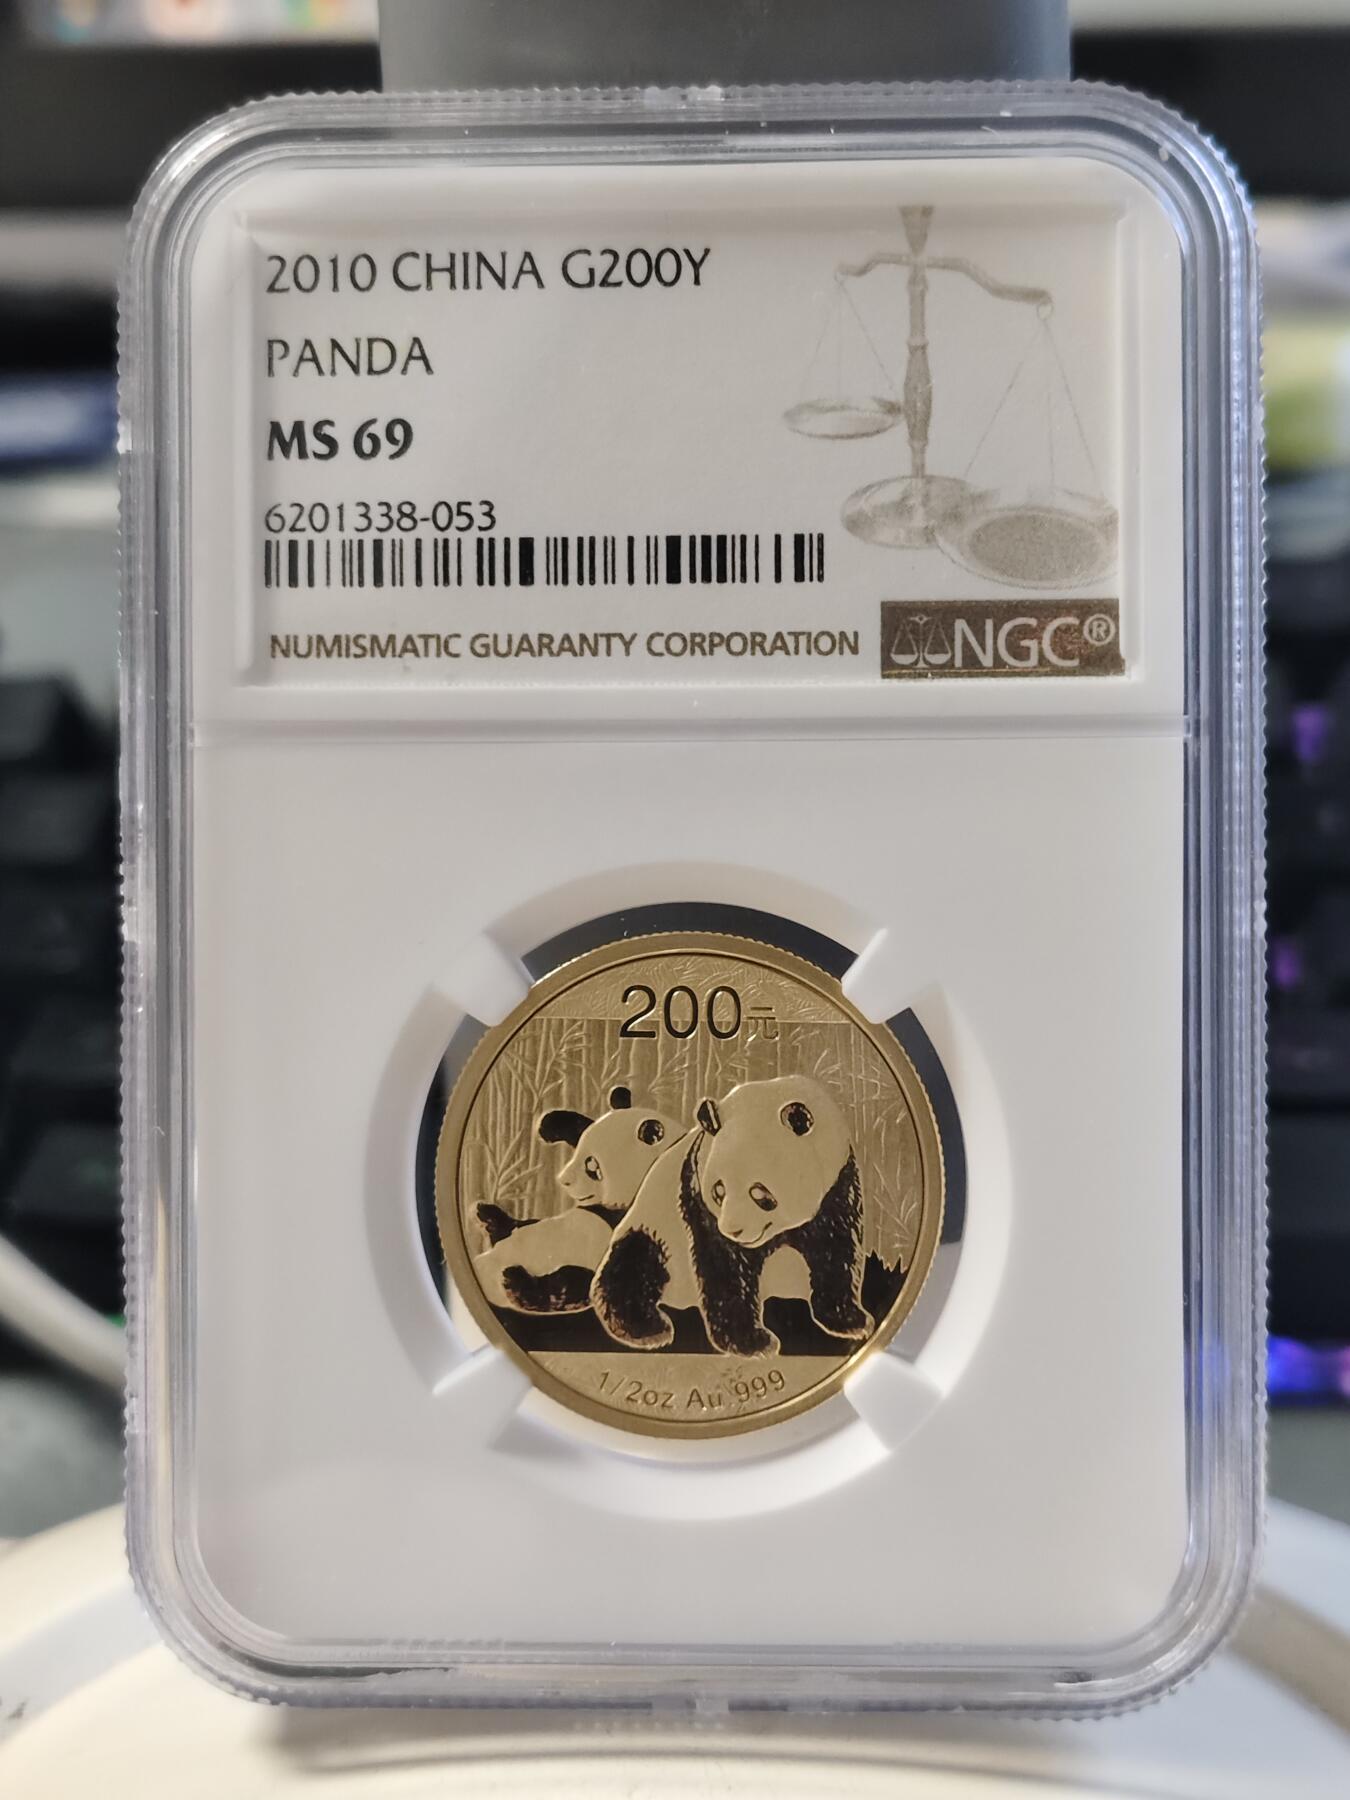 2010 CHINA G200Y
PANDA
MS 69
6201338-053
NUMISMATIC GUARANTY CORPORATION NGC®
200元
1/2oz Au 999